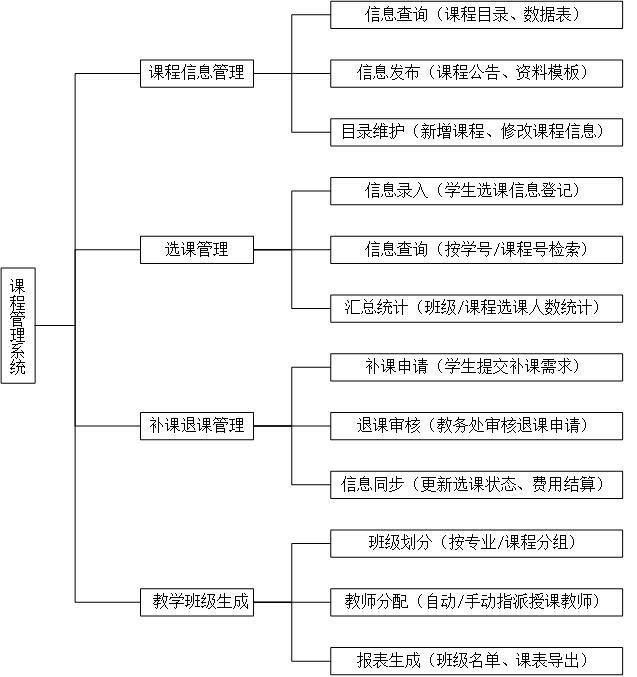 课程管理系统
课程信息管理
信息查询（课程目录、数据表）
信息发布（课程公告、资料模板）
目录维护（新增课程、修改课程信息）
选课管理
信息录入（学生选课信息登记）
信息查询（按学号/课程号检索）
汇总统计（班级/课程选课人数统计）
补课退课管理
补课申请（学生提交补课需求）
退课审核（教务处审核退课申请）
信息同步（更新选课状态、费用结算）
教学班级生成
班级划分（按专业/课程分组）
教师分配（自动/手动指派授课教师）
报表生成（班级名单、课表导出）